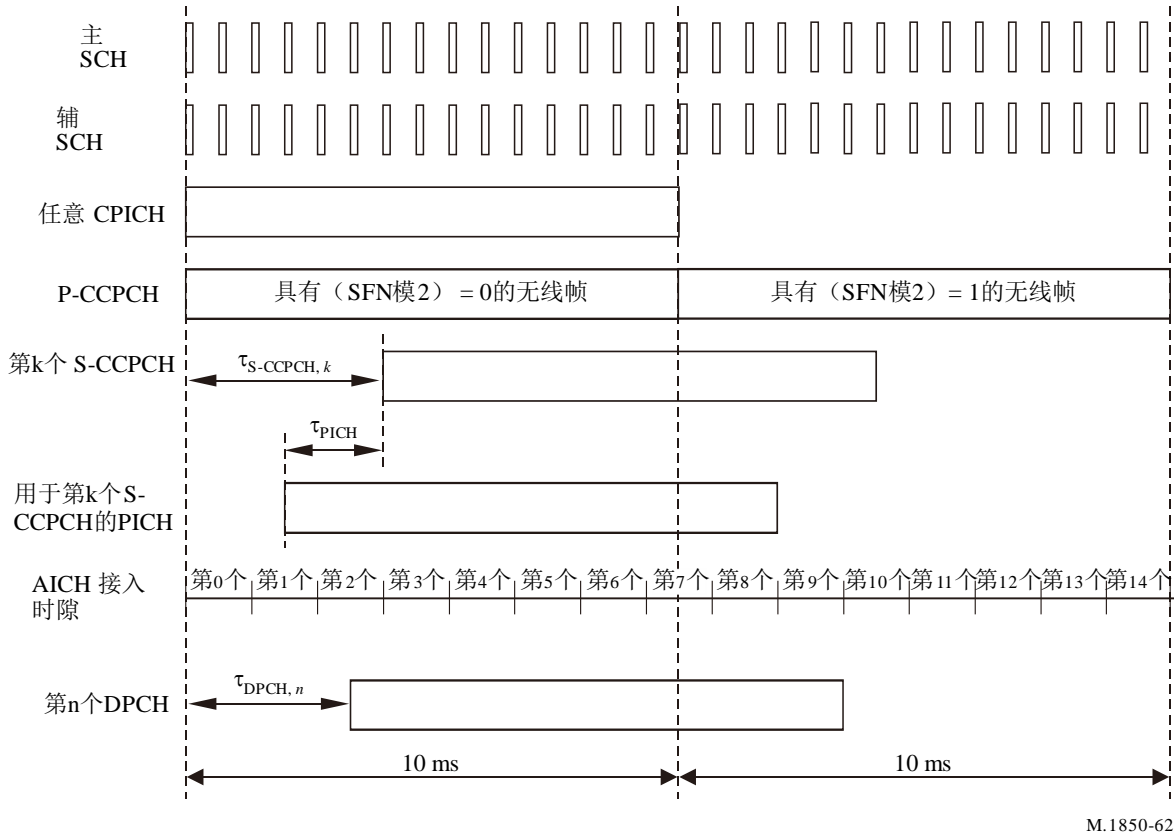 主
SCH
辅
SCH
任意 CPICH
P-CCPCH
具有（SFN模2）= 0的无线帧
具有（SFN模2）= 1的无线帧
第k个 S-CCPCH
τS-CCPCH, k
τPICH
用于第k个S-
CCPCH的PICH
AICH 接入
时隙
第0个 第1个 第2个 第3个 第4个 第5个 第6个 第7个 第8个 第9个 第10个 第11个 第12个 第13个 第14个
第n个DPCH
τDPCH, n
10 ms
10 ms
M.1850-62